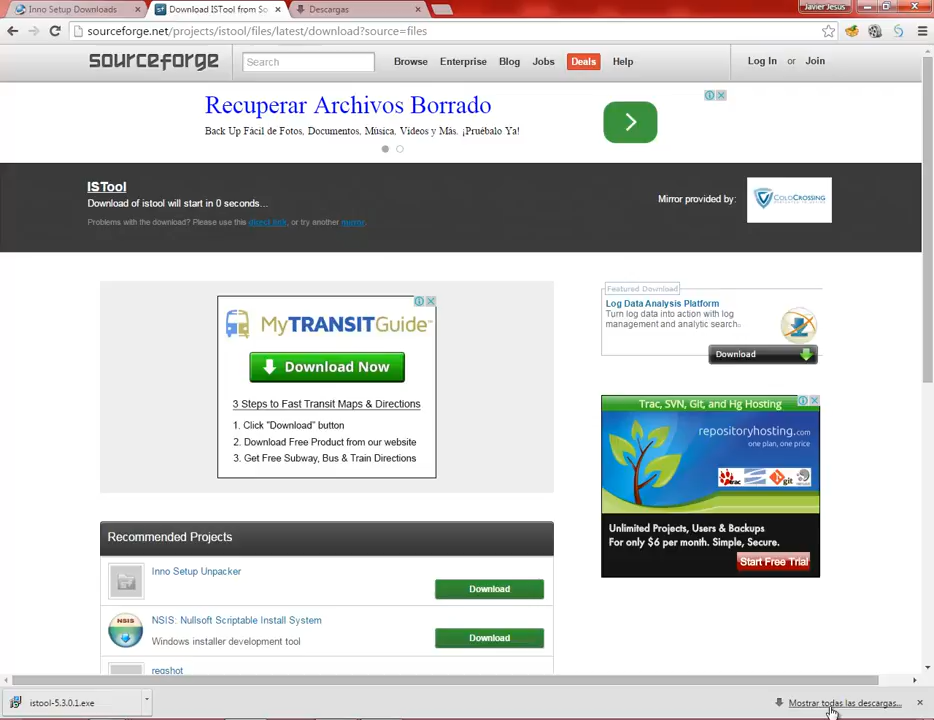 Inno Setup Downloads
Download ISTool from So
Descargas
Javier Jesús
sourceforge.net/projects/istool/files/latest/download?source=files
sourceforge
Search
Browse
Enterprise
Blog
Jobs
Deals
Help
Log In or Join
Recuperar Archivos Borrado
Back Up Fácil de Fotos, Documentos, Música, Videos y Más. ¡Pruébalo Ya!
ISTool
Download of istool will start in 0 seconds...
Problems with the download? Please use this direct link, or try another mirror.
Mirror provided by:
COLDCROSSING
MYTRANSITGuide
Download Now
3 Steps to Fast Transit Maps & Directions
1. Click "Download" button
2. Download Free Product from our website
3. Get Free Subway, Bus & Train Directions
Featured Download
Log Data Analysis Platform
Turn log data into action with log
management and analytic search.
Download
Trac, SVN, Git, and Hg Hosting
repositoryhosting.com
one plan, one price
trac
git
Unlimited Projects, Users & Backups
For only $6 per month. Simple, Secure.
Start Free Trial
Recommended Projects
Inno Setup Unpacker
Download
NSIS
NSIS: Nullsoft Scriptable Install System
Windows installer development tool
Download
regshot
istool-5.3.0.1.exe
Mostrar todas las descargas...